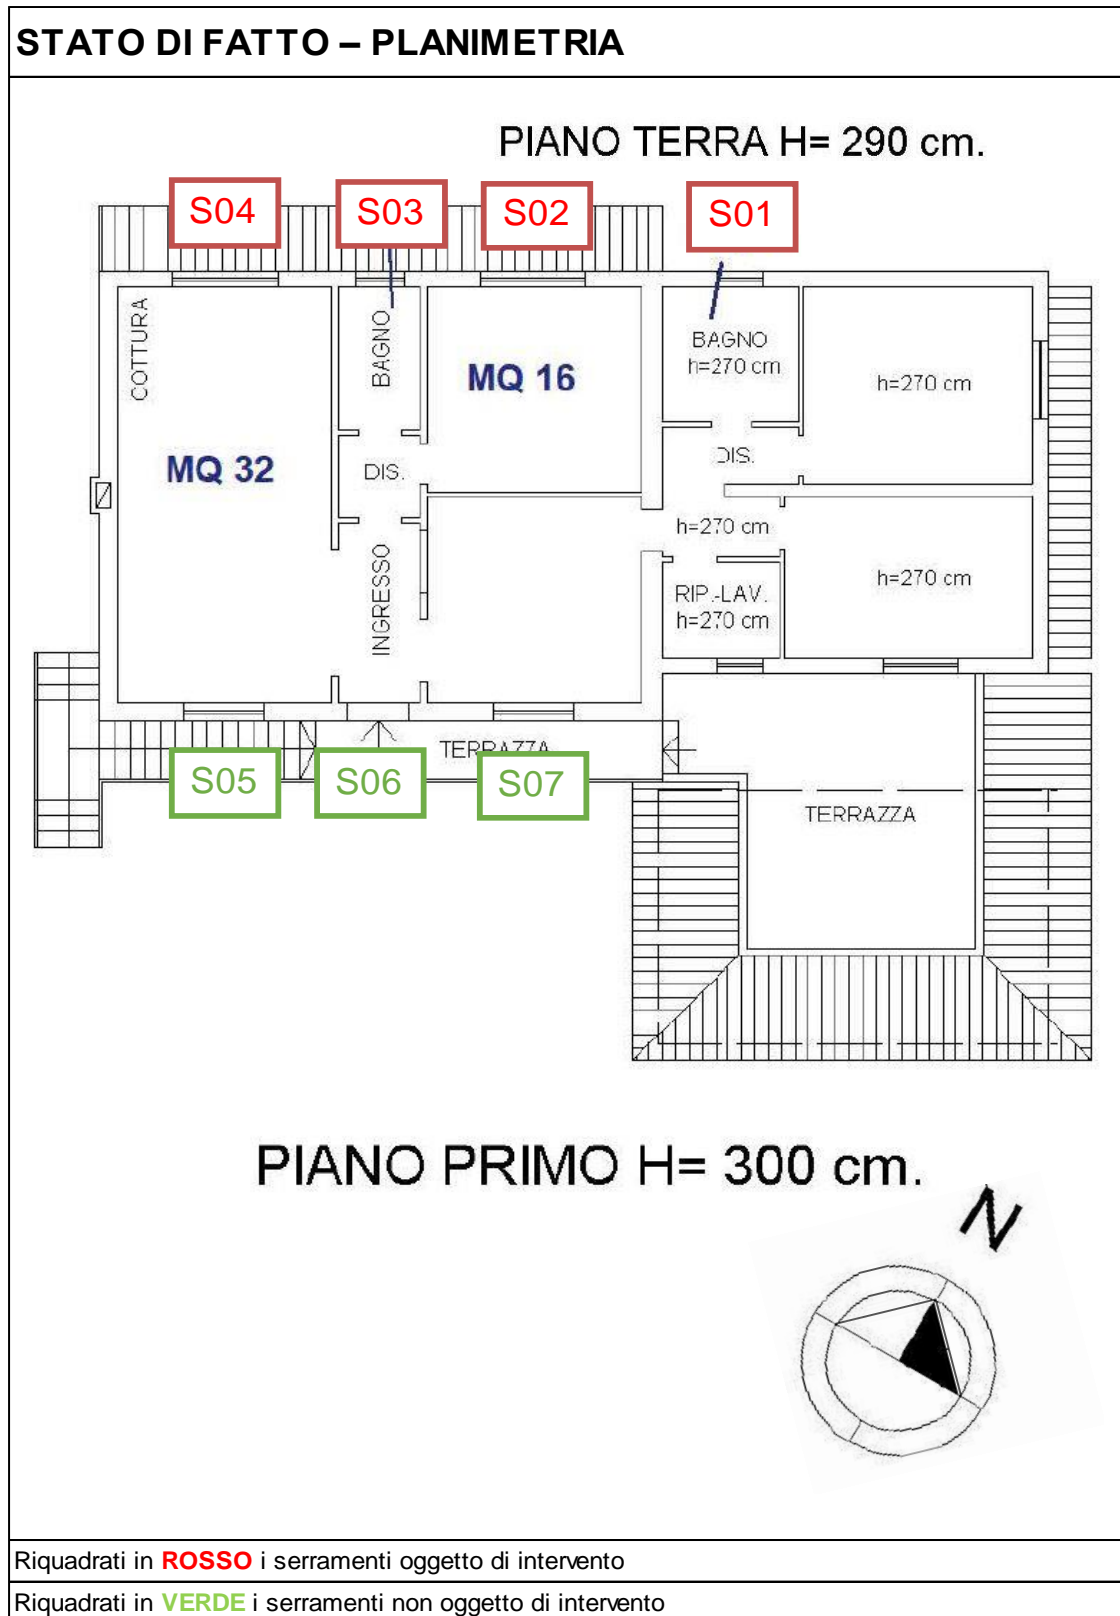 STATO DI FATTO – PLANIMETRIA
PIANO TERRA H= 290 cm.
S04
S03
S02
S01
COTTURA
BAGNO
MQ 16
BAGNO
h=270 cm
h=270 cm
MQ 32
DIS.
DIS.
h=270 cm
INGRESSO
RIP.-LAV.
h=270 cm
h=270 cm
TERRAZZA
S05
S06
S07
TERRAZZA
PIANO PRIMO H= 300 cm.
N
Riquadrati in ROSSO i serramenti oggetto di intervento
Riquadrati in VERDE i serramenti non oggetto di intervento